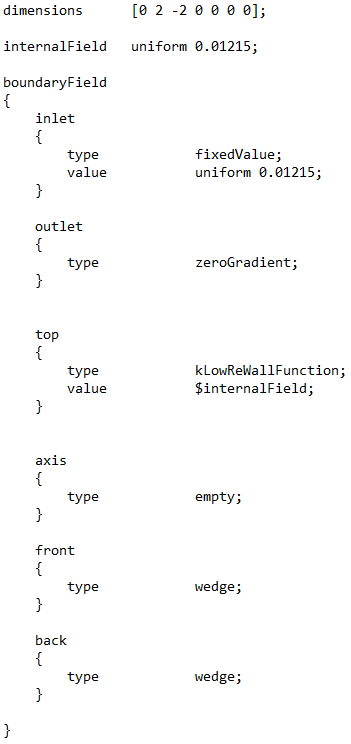 dimensions      [0 2 -2 0 0 0 0];

internalField   uniform 0.01215;

boundaryField
{
    inlet
    {
        type            fixedValue;
        value           uniform 0.01215;
    }

    outlet
    {
        type            zeroGradient;
    }


    top
    {
        type            kLowReWallFunction;
        value           $internalField;
    }


    axis
    {
        type            empty;
    }

    front
    {
        type            wedge;
    }

    back
    {
        type            wedge;
    }

}